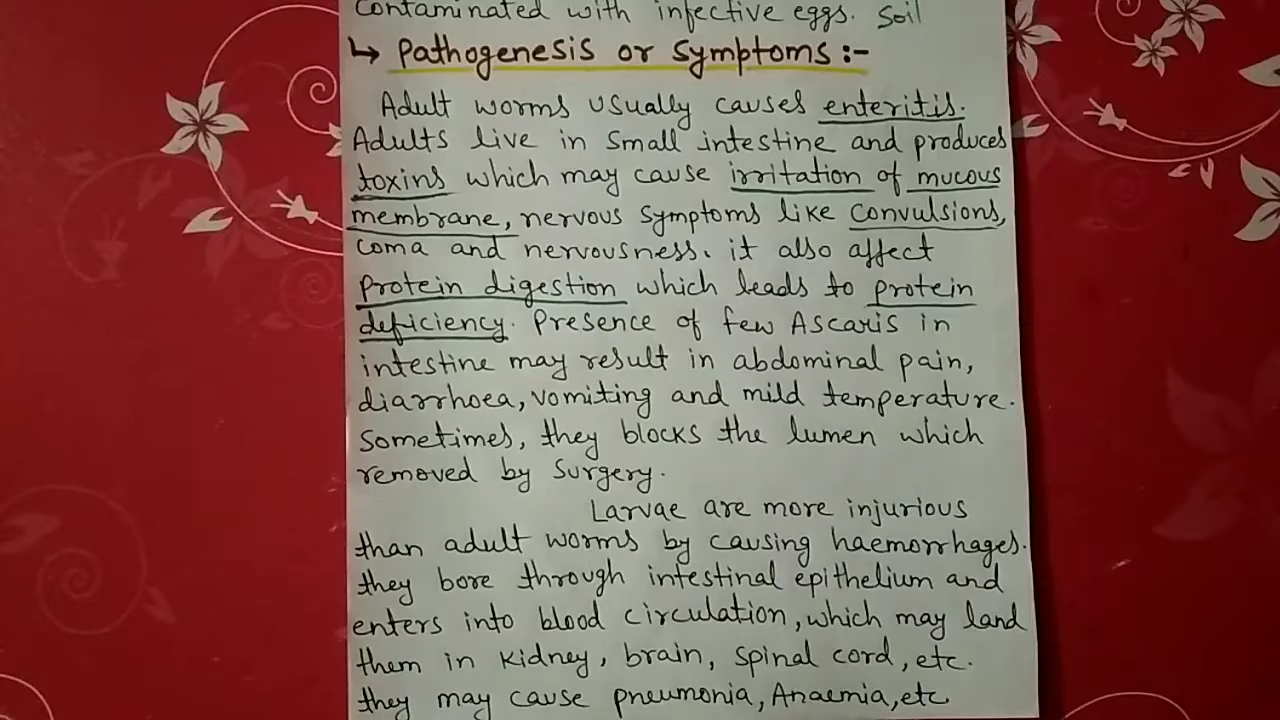 contaminated with infective eggs. Soil
↳ Pathogenesis or Symptoms :-
Adult worms usually causes enteritis.
Adults live in small intestine and produces
toxins which may cause irritation of mucous
membrane, nervous symptoms like convulsions,
coma and nervousness. it also affect
protein digestion which leads to protein
deficiency. Presence of few Ascaris in
intestine may result in abdominal pain,
diarrhoea, vomiting and mild temperature.
Sometimes, they blocks the lumen which
removed by surgery.
Larvae are more injurious
than adult worms by causing haemorrhages.
they bore through intestinal epithelium and
enters into blood circulation, which may land
them in kidney, brain, spinal cord, etc.
they may cause pneumonia, Anaemia, etc